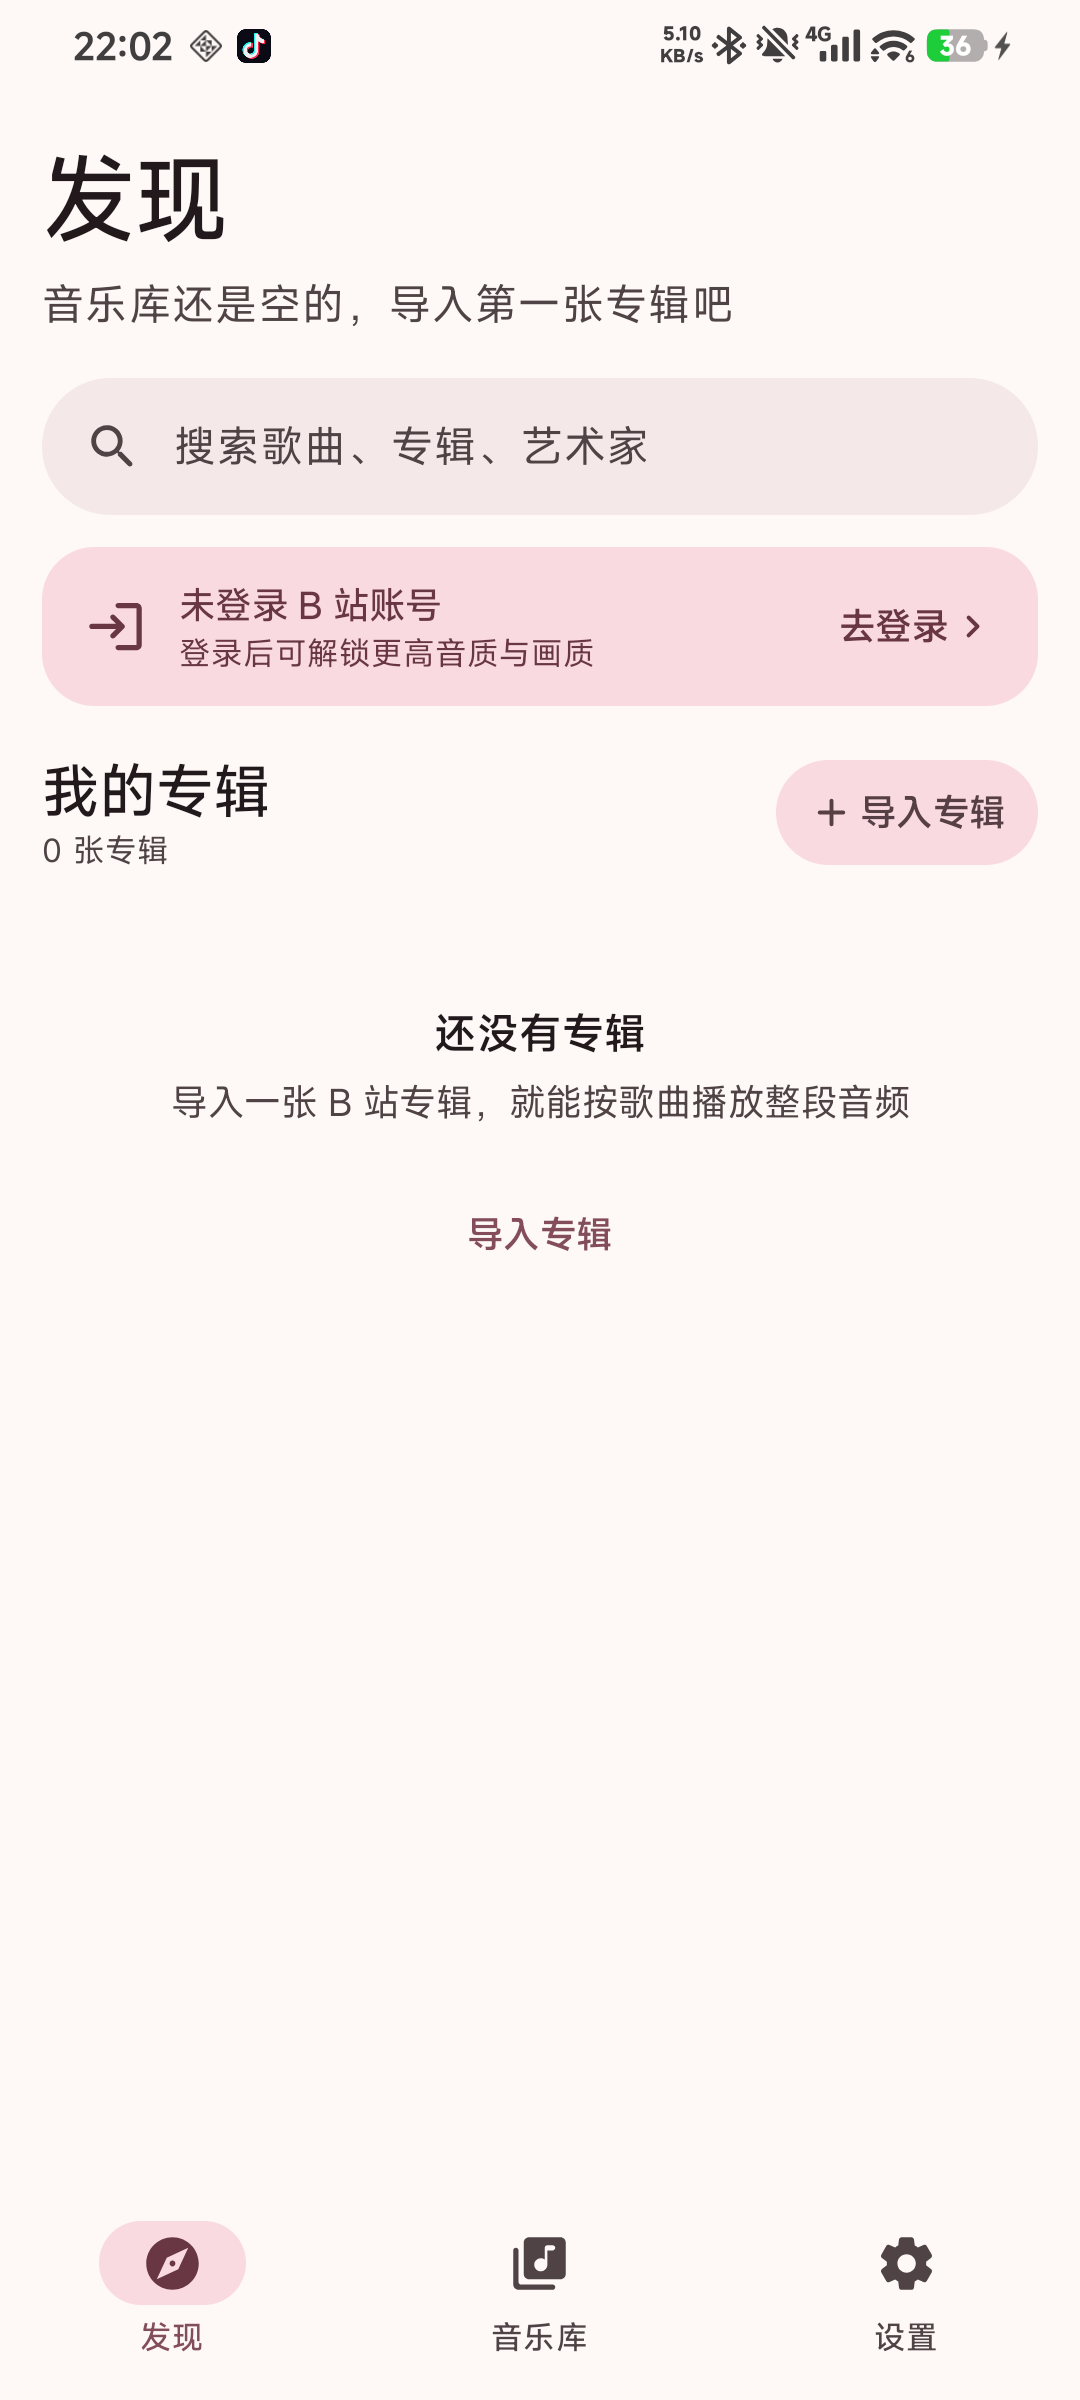 22:02
5.10
KB/s
4G
6
36
发现
音乐库还是空的，导入第一张专辑吧
搜索歌曲、专辑、艺术家
未登录 B 站账号
登录后可解锁更高音质与画质
去登录
我的专辑
0 张专辑
导入专辑
还没有专辑
导入一张 B 站专辑，就能按歌曲播放整段音频
导入专辑
发现
音乐库
设置